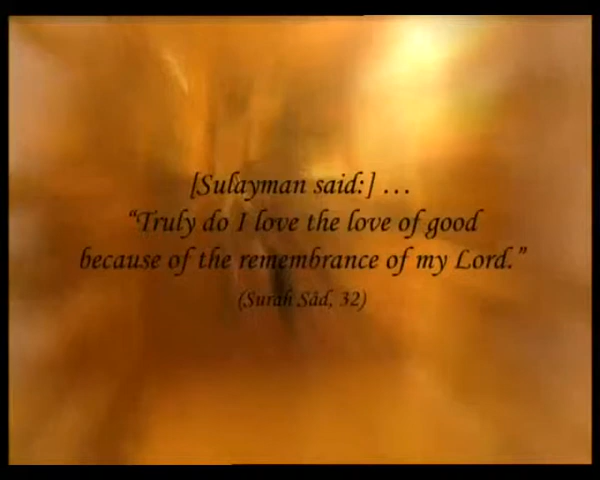 [Sulayman said:] ...
“Truly do I love the love of good
because of the remembrance of my Lord.”
(Surah Sâd, 32)